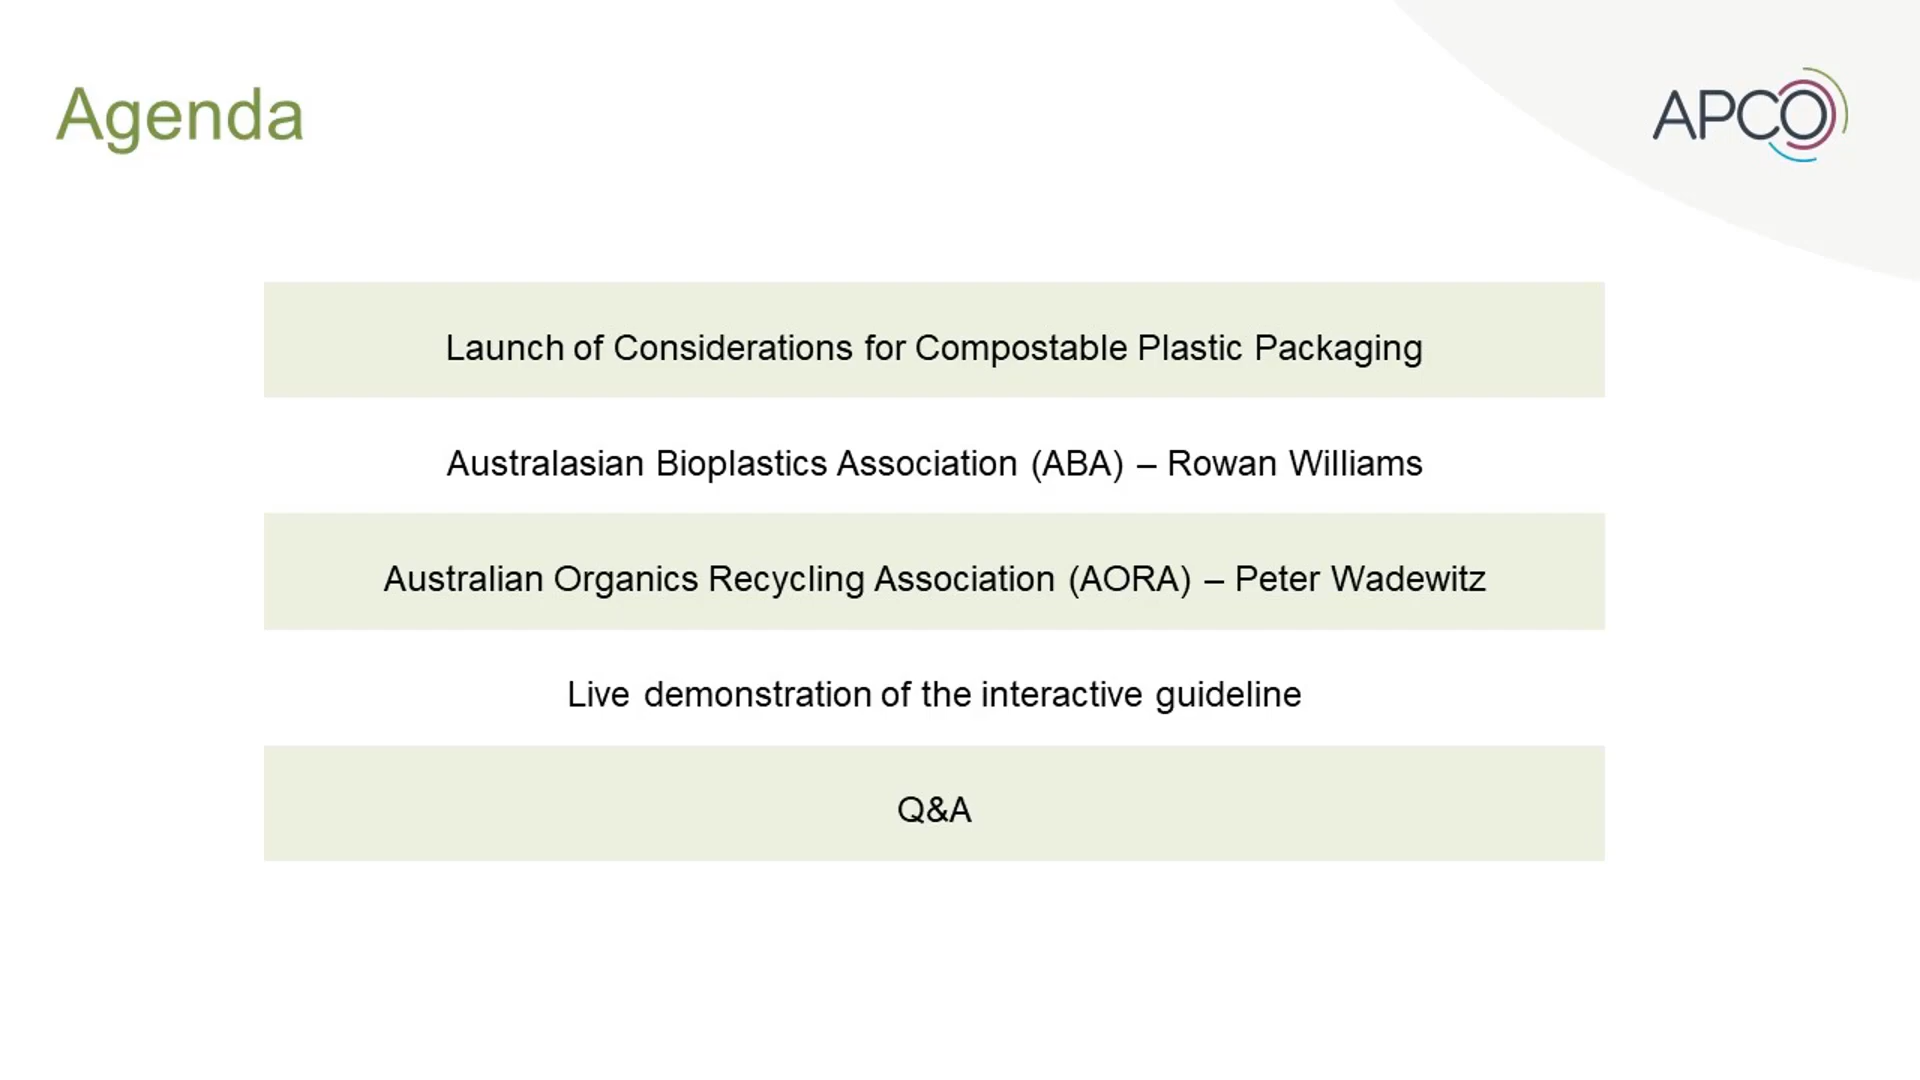 Agenda
APCO
Launch of Considerations for Compostable Plastic Packaging
Australasian Bioplastics Association (ABA) – Rowan Williams
Australian Organics Recycling Association (AORA) – Peter Wadewitz
Live demonstration of the interactive guideline
Q&A